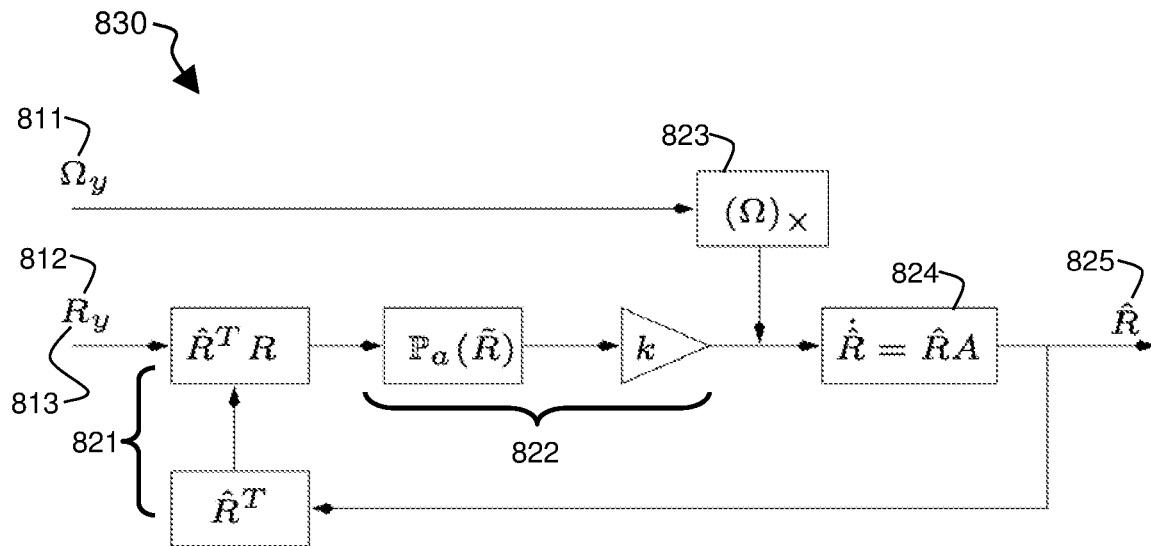 830
811
Ω_y
823
(Ω)_×
812
R_y
824
825
R̂
R̂^T R
ℙ_a(R̃)
k
R̂̇ = R̂A
813
821
822
R̂^T